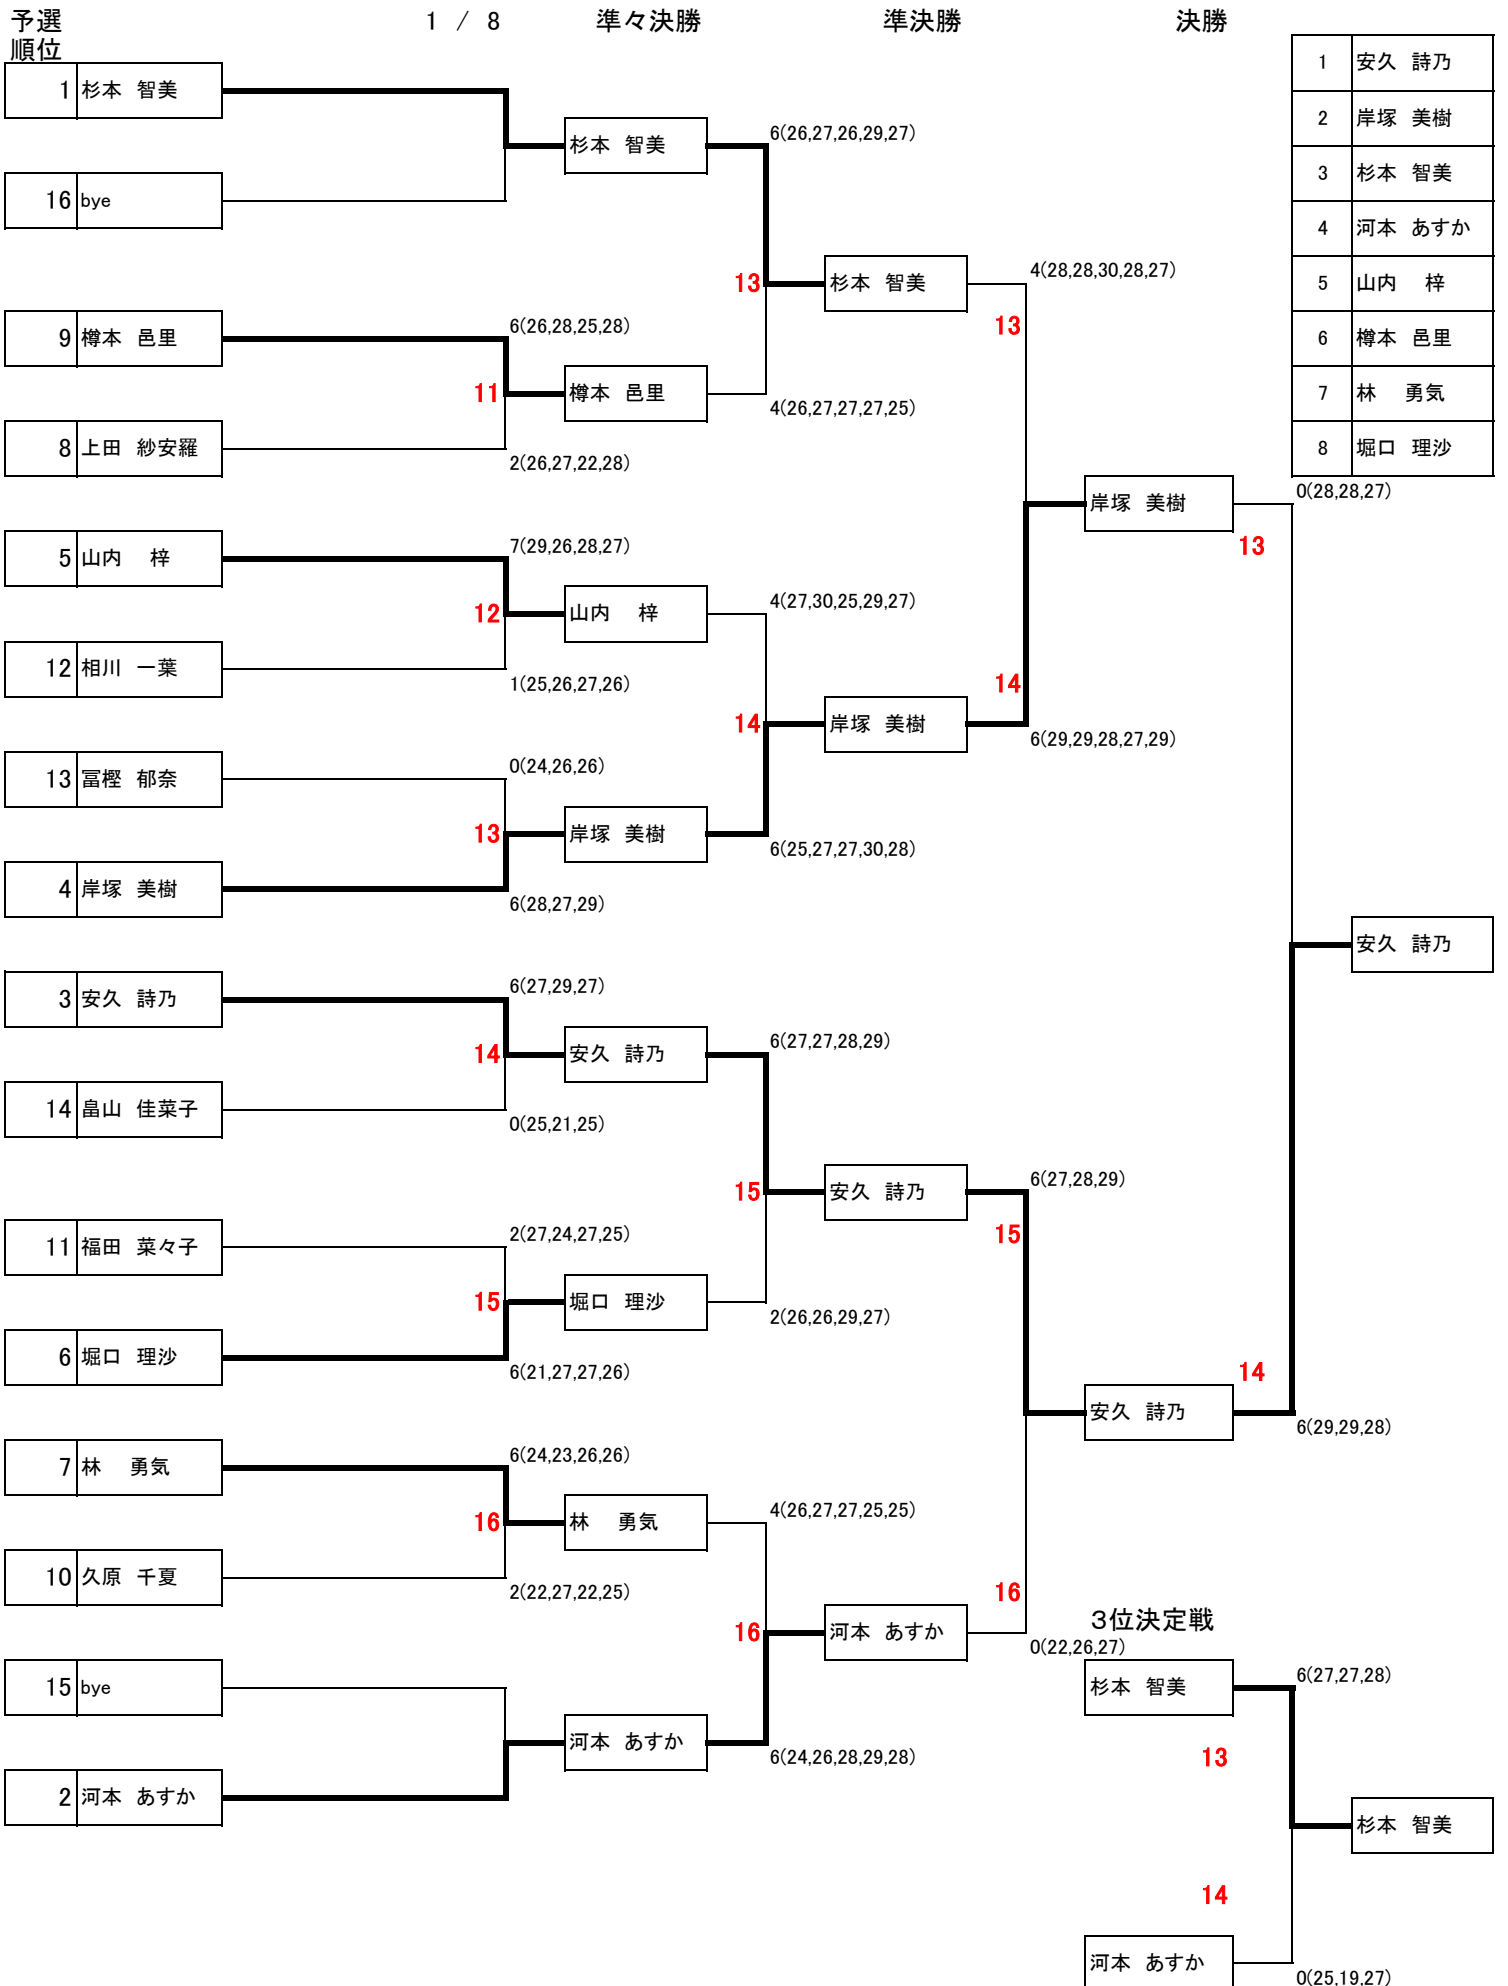 予選
順位
1 / 8
準々決勝
準決勝
決勝
1 安久 詩乃
2 岸塚 美樹
3 杉本 智美
4 河本 あすか
5 山内 梓
6 樽本 邑里
7 林 勇気
8 堀口 理沙
1 杉本 智美
16 bye
9 樽本 邑里
8 上田 紗安羅
5 山内 梓
12 相川 一葉
13 冨樫 郁奈
4 岸塚 美樹
3 安久 詩乃
14 畠山 佳菜子
11 福田 菜々子
6 堀口 理沙
7 林 勇気
10 久原 千夏
15 bye
2 河本 あすか
6(26,28,25,28)
11
2(26,27,22,28)
7(29,26,28,27)
12
1(25,26,27,26)
0(24,26,26)
13
6(28,27,29)
6(27,29,27)
14
0(25,21,25)
2(27,24,27,25)
15
6(21,27,27,26)
6(24,23,26,26)
16
2(22,27,22,25)
杉本 智美
樽本 邑里
山内 梓
岸塚 美樹
安久 詩乃
堀口 理沙
林 勇気
河本 あすか
6(26,27,26,29,27)
13
4(26,27,27,27,25)
4(27,30,25,29,27)
14
6(25,27,27,30,28)
6(27,27,28,29)
15
2(26,26,29,27)
4(26,27,27,25,25)
16
6(24,26,28,29,28)
杉本 智美
岸塚 美樹
安久 詩乃
河本 あすか
4(28,28,30,28,27)
13
14
6(29,29,28,27,29)
6(27,28,29)
15
16
0(22,26,27)
岸塚 美樹
安久 詩乃
0(28,28,27)
13
14
6(29,29,28)
安久 詩乃
3位決定戦
杉本 智美
6(27,27,28)
13
杉本 智美
14
河本 あすか
0(25,19,27)